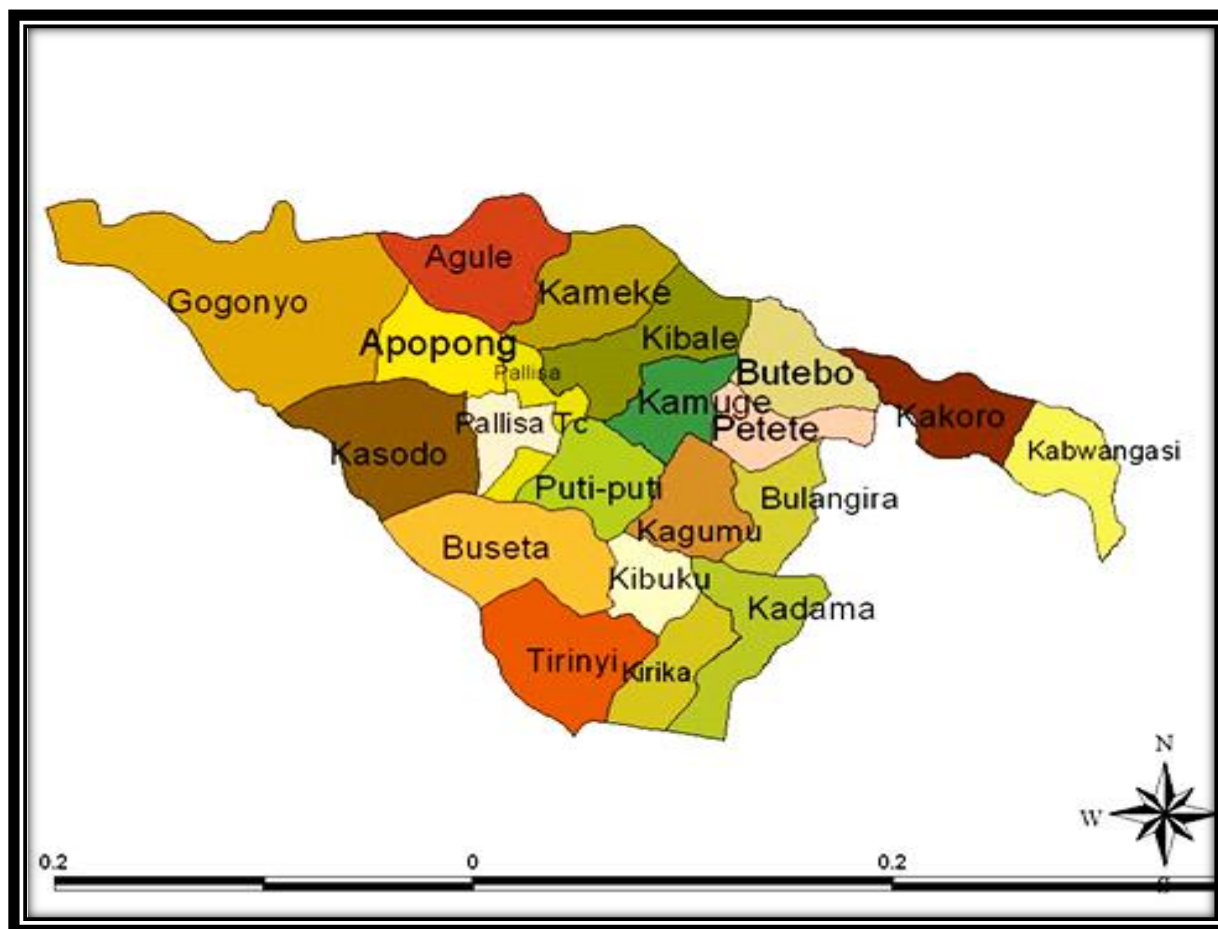 Agule
Kameke
Gogonyo
Kibale
Apopong
Pallisa
Butebo
Kamuge
Kakoro
Pallisa Tc
Petete
Kasodo
Kabwangasi
Puti-puti
Bulangira
Kagumu
Buseta
Kibuku
Kadama
Tirinyi
Kirika
N
W
S
0.2
0
0.2